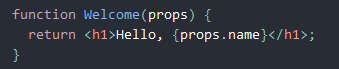 function Welcome(props) {
  return <h1>Hello, {props.name}</h1>;
}